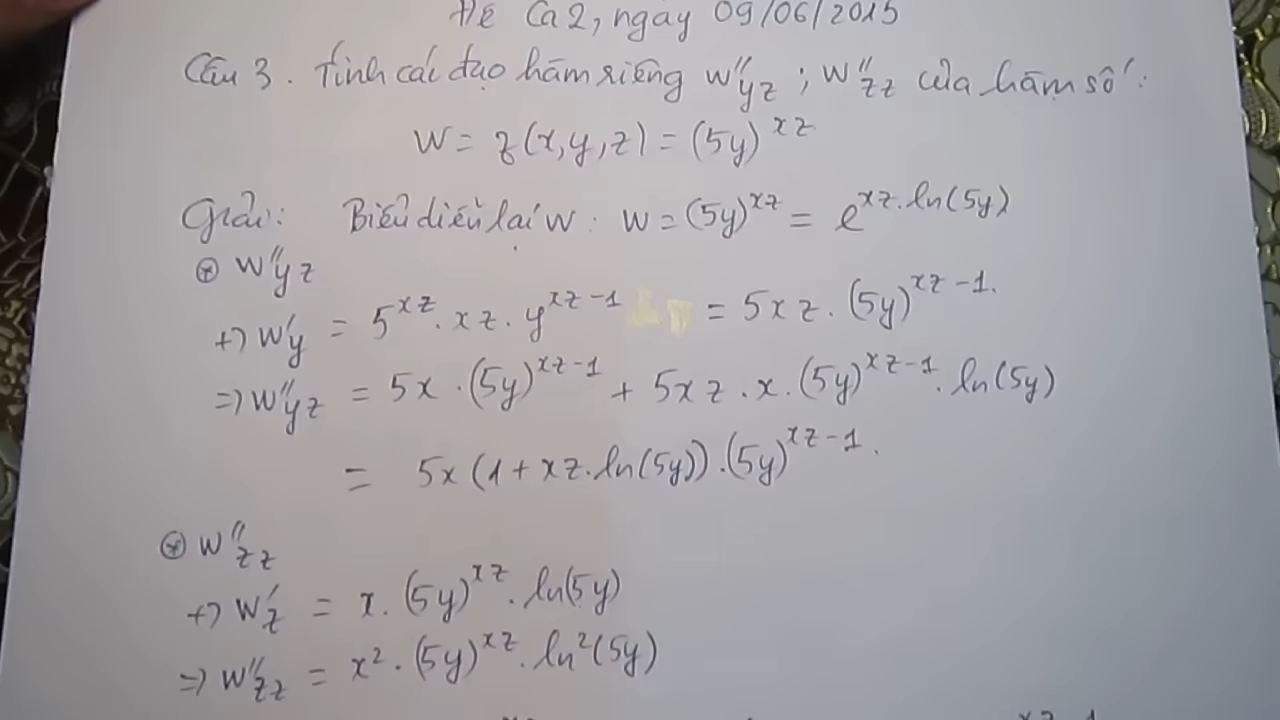 Đề Ca 2, ngày 09/06/2015
Câu 3. Tính các đạo hàm riêng W''yz ; W''zz của hàm số:
W = z(x,y,z) = (5y)^xz
Giải: Biểu diễn lại W: W = (5y)^xz = e^xz.ln(5y)
⊛ W''yz
+) W'y = 5^xz . xz . y^xz-1 = 5xz . (5y)^xz-1.
=> W''yz = 5x . (5y)^xz-1 + 5xz . x . (5y)^xz-1 . ln(5y)
= 5x (1 + xz.ln(5y)) . (5y)^xz-1.
⊛ W''zz
+) W'z = x . (5y)^xz . ln(5y)
=> W''zz = x² . (5y)^xz . ln²(5y)